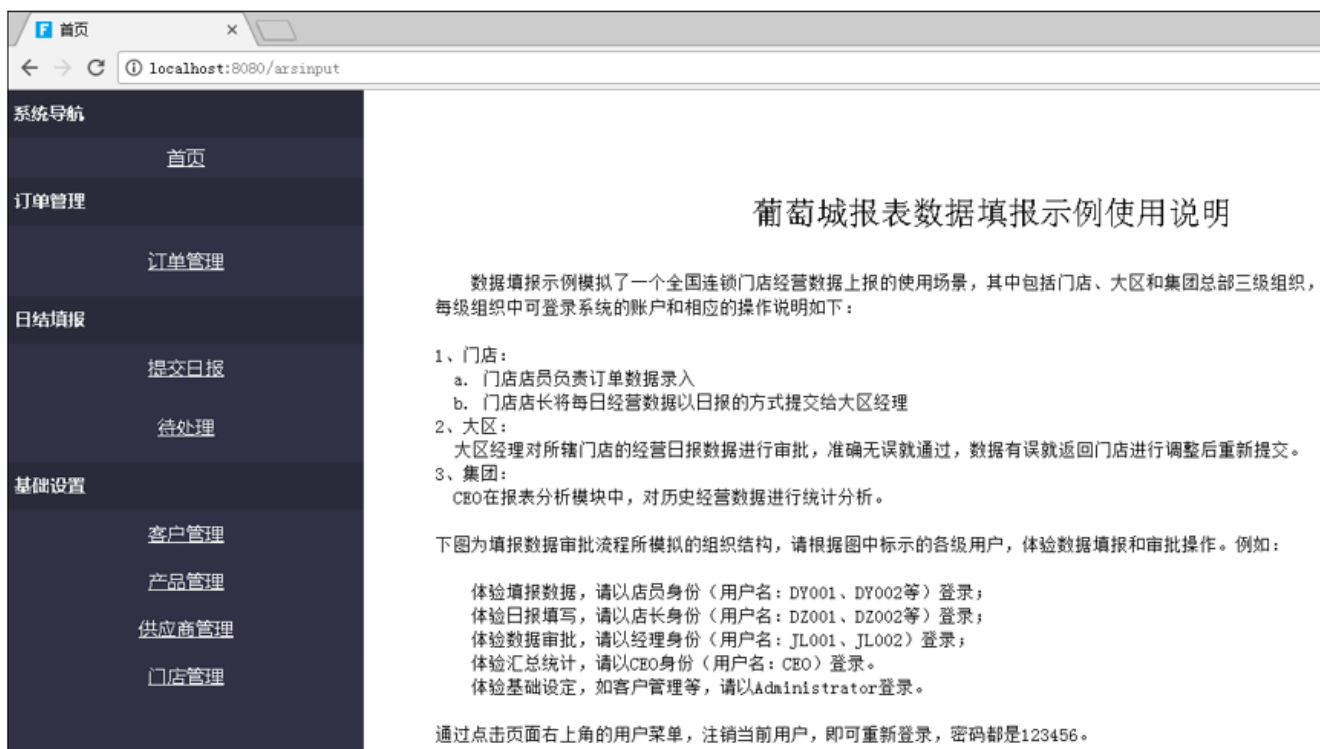 首页
localhost:8080/arsinput
系统导航
首页
订单管理
订单管理
日结填报
提交日报
待处理
基础设置
客户管理
产品管理
供应商管理
门店管理
葡萄城报表数据填报示例使用说明
数据填报示例模拟了一个全国连锁门店经营数据上报的使用场景，其中包括门店、大区和集团总部三级组织，
每级组织中可登录系统的账户和相应的操作说明如下：
1、门店：
a. 门店店员负责订单数据录入
b. 门店店长将每日经营数据以日报的方式提交给大区经理
2、大区：
大区经理对所辖门店的经营日报数据进行审批，准确无误就通过，数据有误就返回门店进行调整后重新提交。
3、集团：
CEO在报表分析模块中，对历史经营数据进行统计分析。
下图为填报数据审批流程所模拟的组织结构，请根据图中标示的各级用户，体验数据填报和审批操作。例如：
体验填报数据，请以店员身份（用户名：DY001、DY002等）登录；
体验日报填写，请以店长身份（用户名：DZ001、DZ002等）登录；
体验数据审批，请以经理身份（用户名：JL001、JL002）登录；
体验汇总统计，请以CEO身份（用户名：CEO）登录。
体验基础设定，如客户管理等，请以Administrator登录。
通过点击页面右上角的用户菜单，注销当前用户，即可重新登录，密码都是123456。